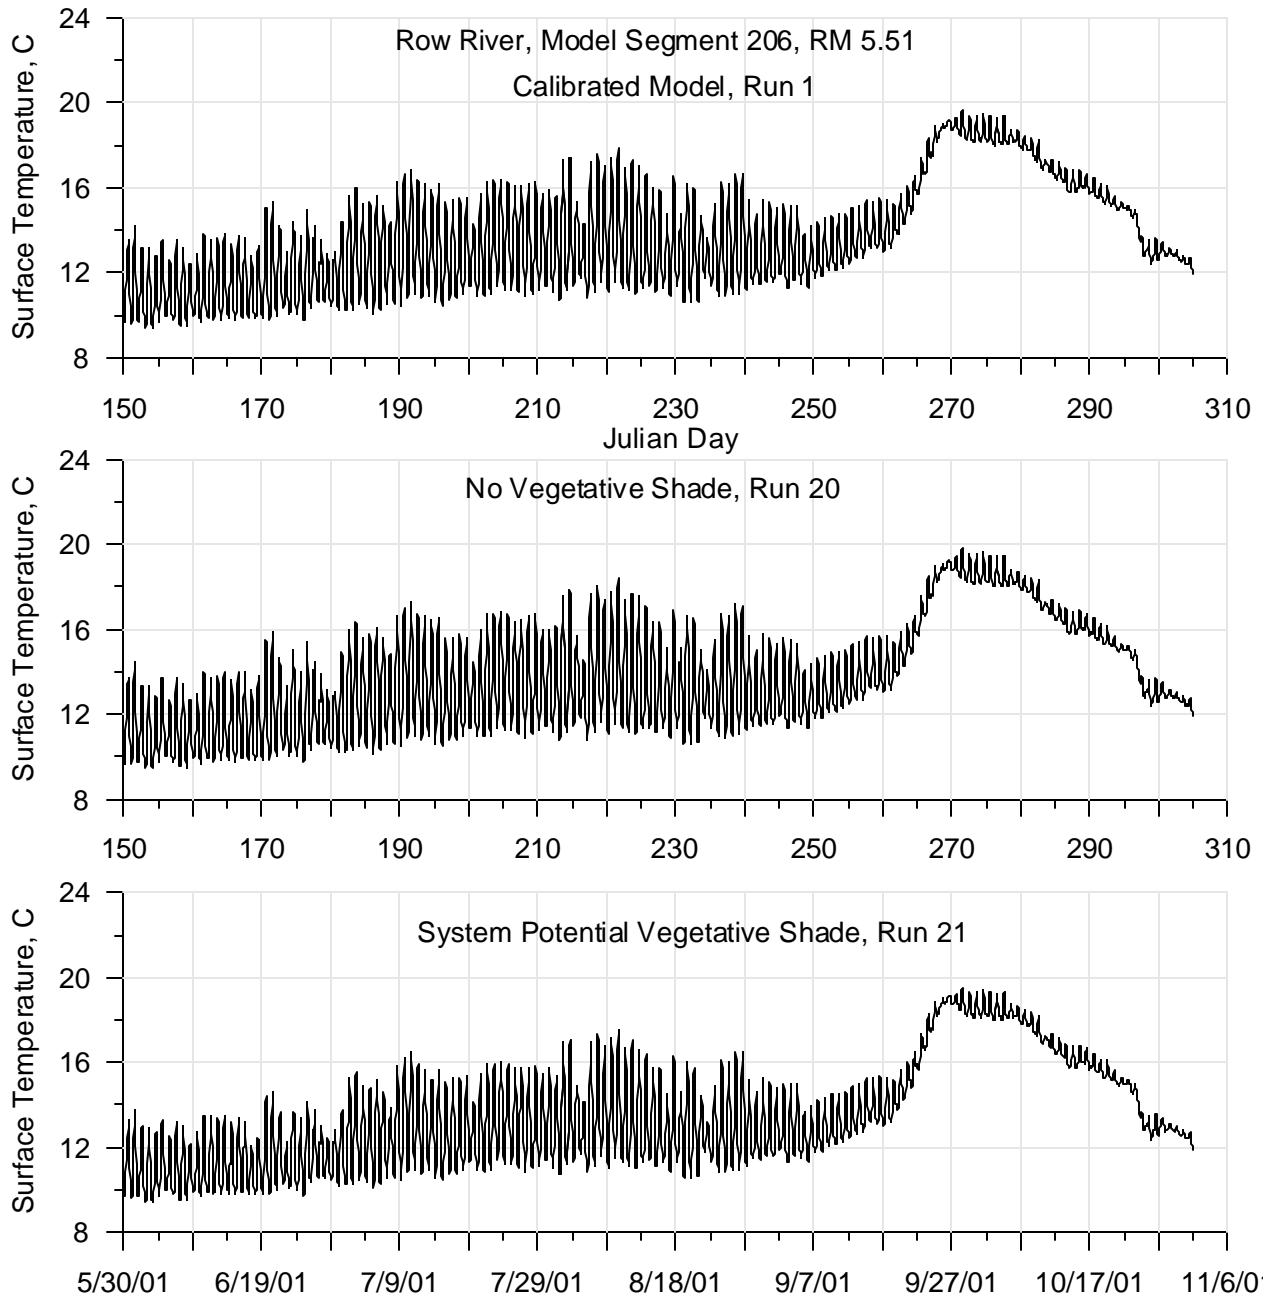 24
Row River, Model Segment 206, RM 5.51
Calibrated Model, Run 1
20
16
12
8
Surface Temperature, C
150 170 190 210 230 250 270 290 310
Julian Day
24
No Vegetative Shade, Run 20
20
16
12
8
Surface Temperature, C
150 170 190 210 230 250 270 290 310
24
System Potential Vegetative Shade, Run 21
20
16
12
8
Surface Temperature, C
5/30/01 6/19/01 7/9/01 7/29/01 8/18/01 9/7/01 9/27/01 10/17/01 11/6/0